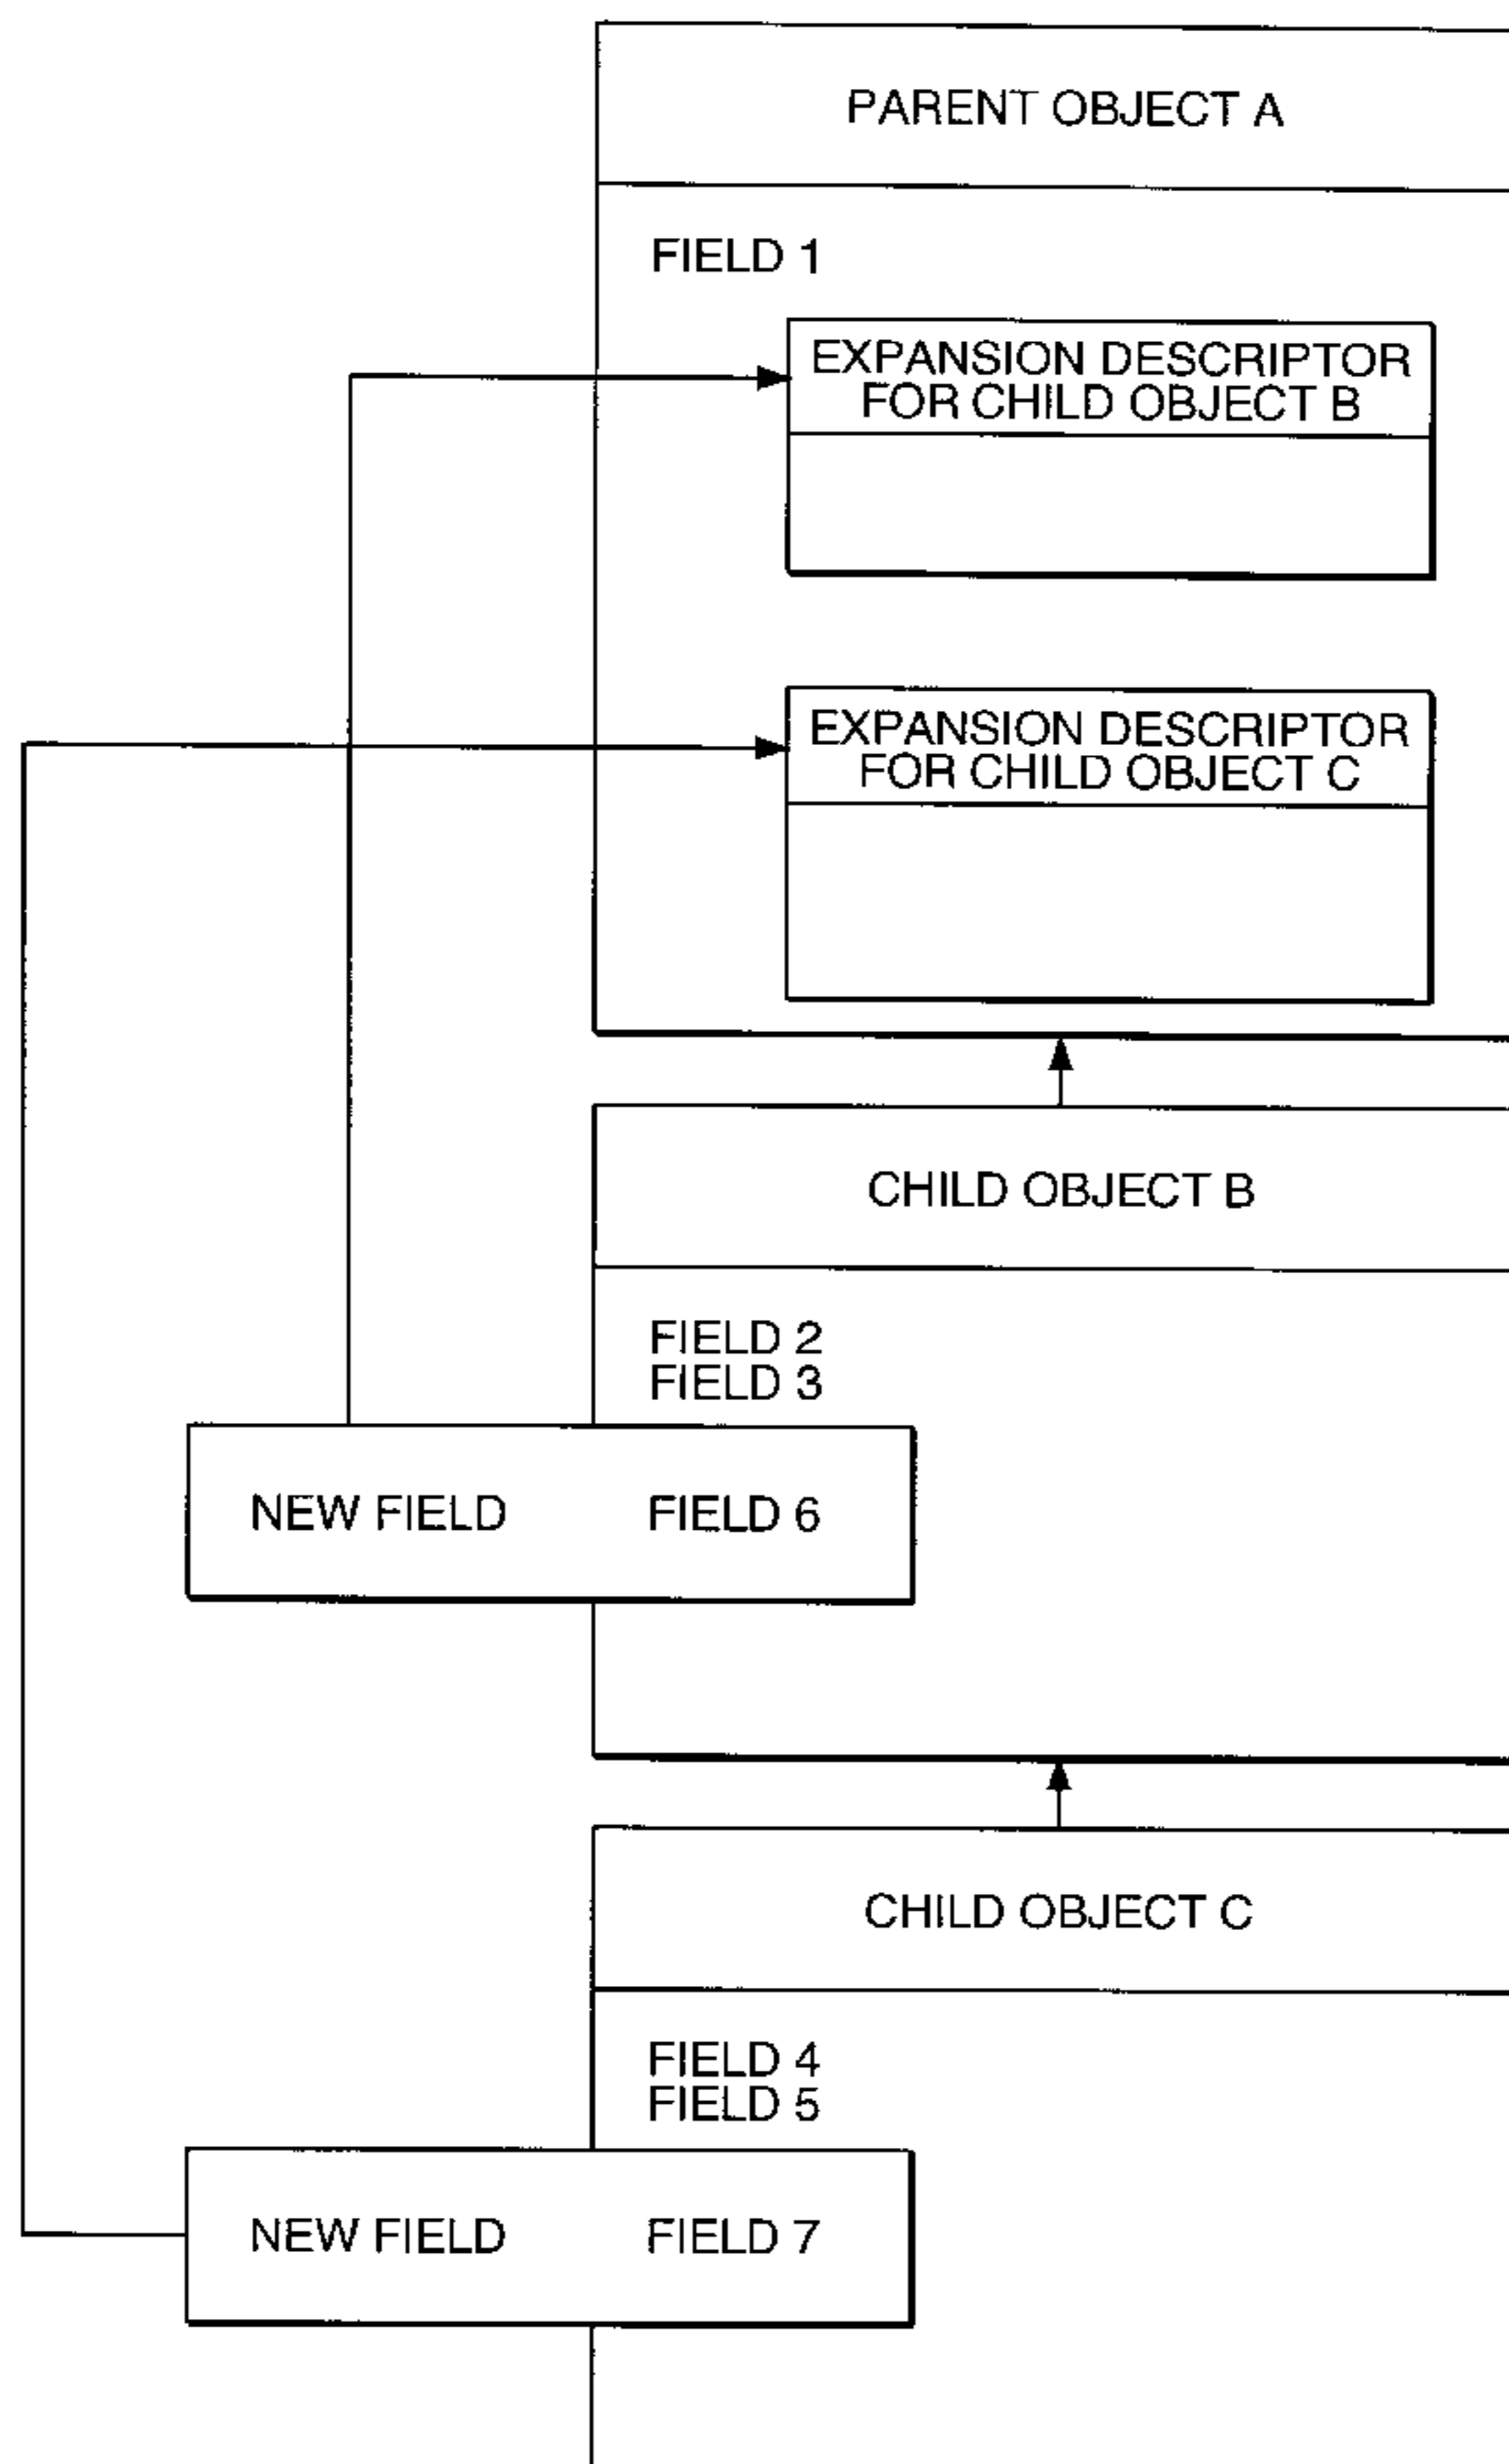 PARENT OBJECT A
FIELD 1
EXPANSION DESCRIPTOR
FOR CHILD OBJECT B
EXPANSION DESCRIPTOR
FOR CHILD OBJECT C
CHILD OBJECT B
FIELD 2
FIELD 3
NEW FIELD FIELD 6
CHILD OBJECT C
FIELD 4
FIELD 5
NEW FIELD FIELD 7